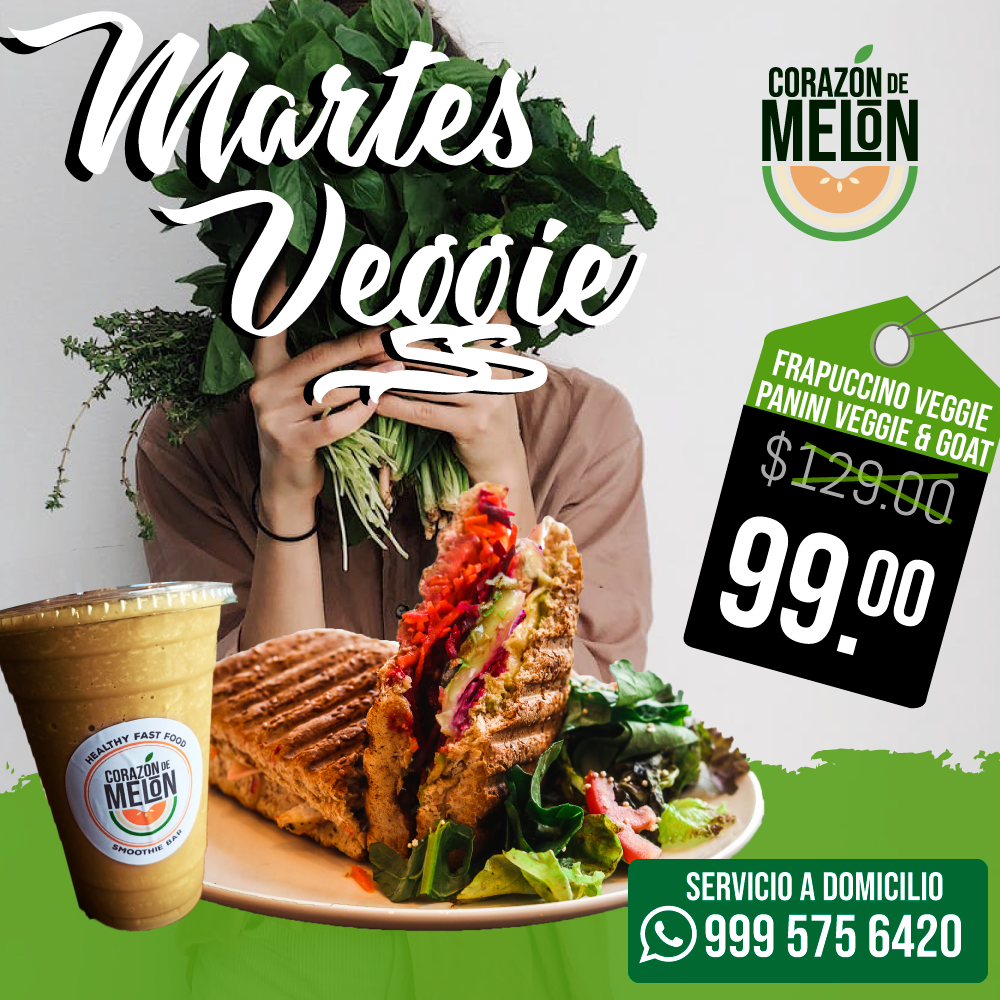 Martes
Veggie
CORAZÓN DE
MELÓN
FRAPUCCINO VEGGIE
PANINI VEGGIE & GOAT
$129.00
99.00
HEALTHY FAST FOOD
CORAZÓN DE
MELÓN
SMOOTHIE BAR
SERVICIO A DOMICILIO
999 575 6420